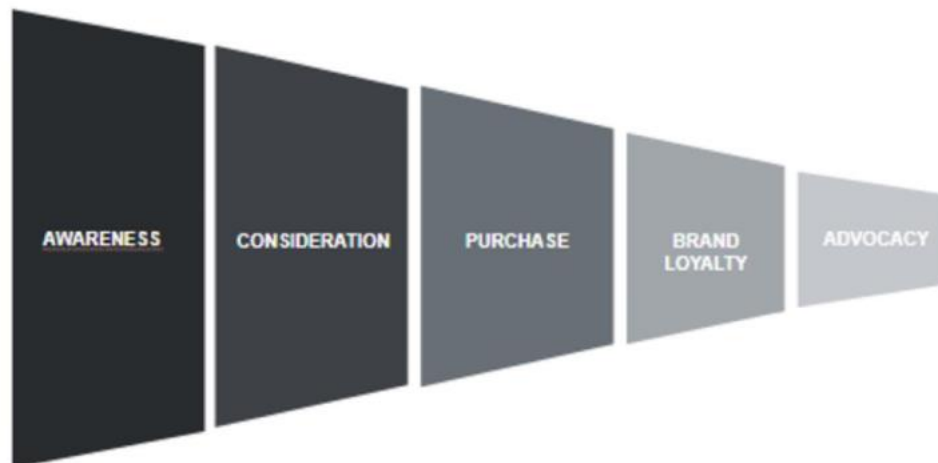 AWARENESS
CONSIDERATION
PURCHASE
BRAND
LOYALTY
ADVOCACY